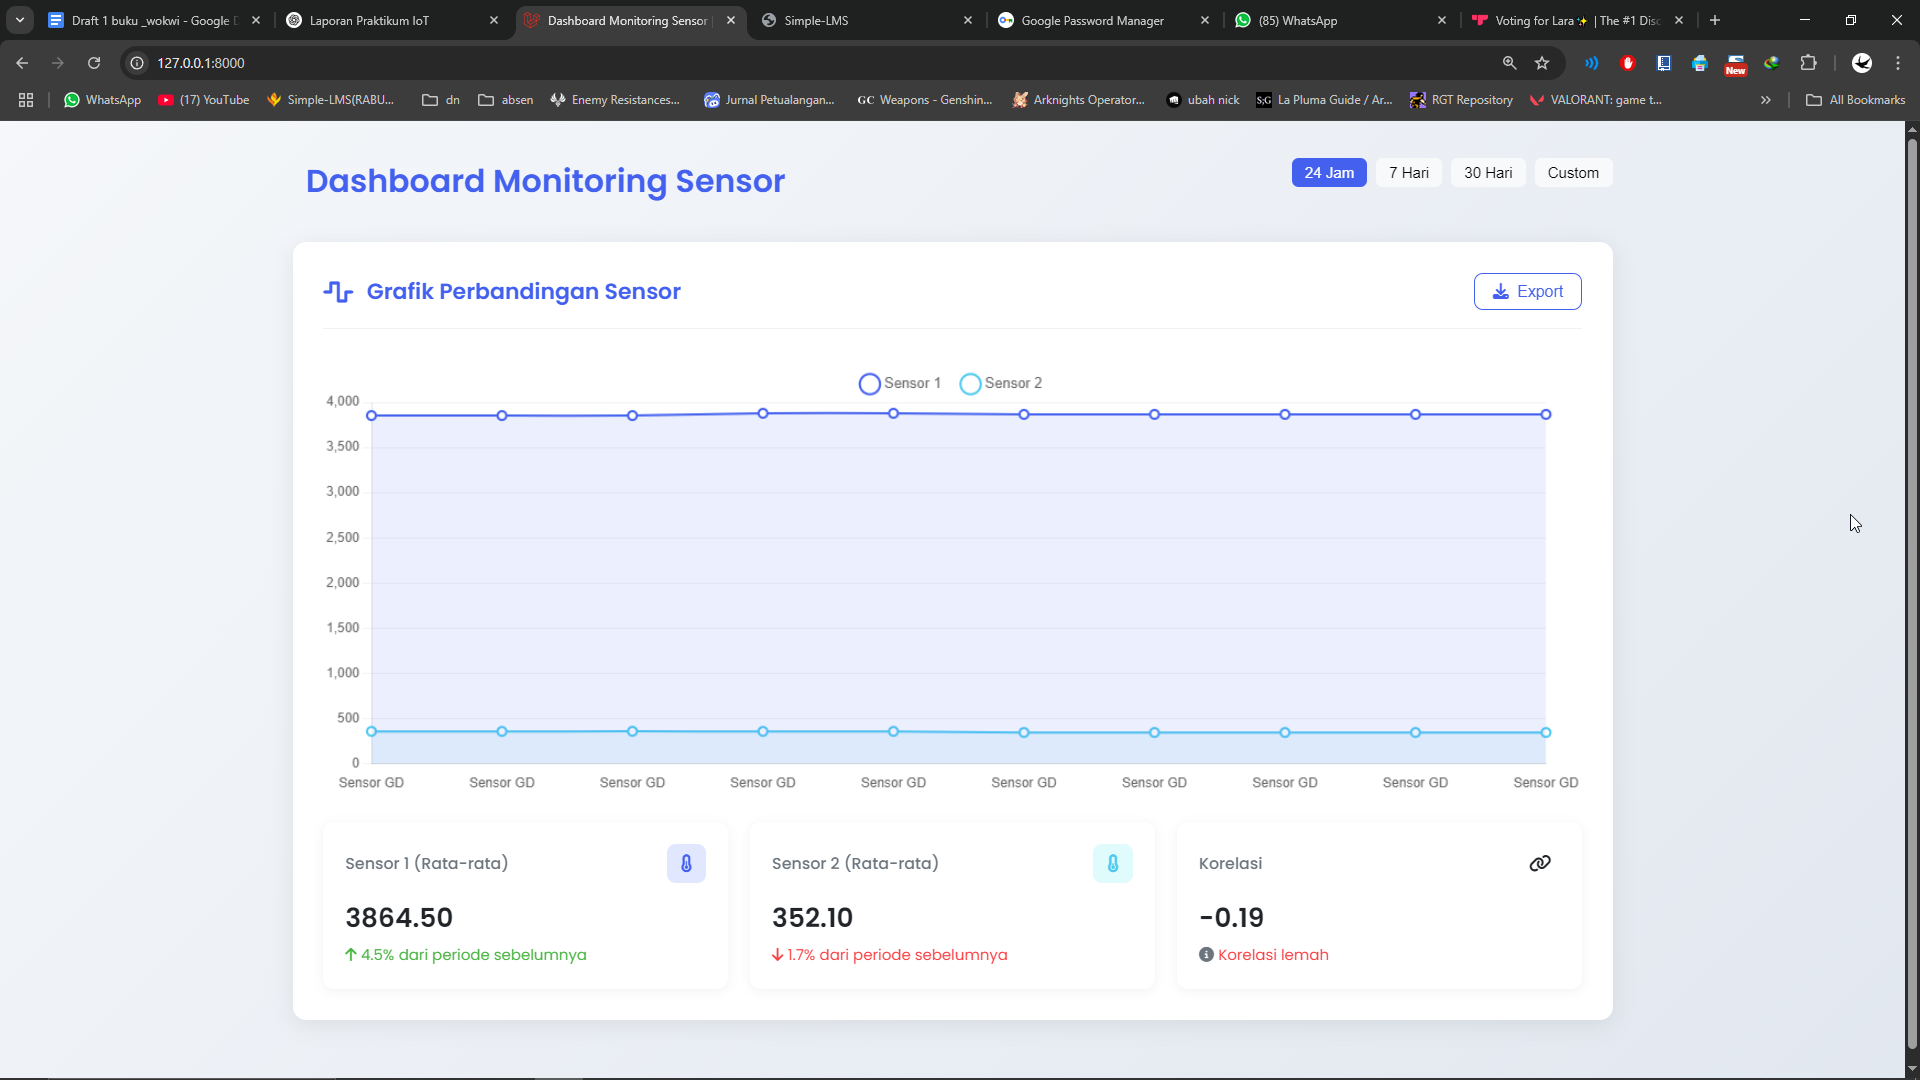 Draft 1 buku _wokwi - Google D
Laporan Praktikum IoT
Dashboard Monitoring Sensor
Simple-LMS
Google Password Manager
(85) WhatsApp
Voting for Lara✨ | The #1 Disc
127.0.0.1:8000
New
WhatsApp
(17) YouTube
Simple-LMS(RABU...
dn
absen
Enemy Resistances...
Jurnal Petualangan...
GC Weapons - Genshin...
Arknights Operator...
ubah nick
S;G La Pluma Guide / Ar...
RGT Repository
VALORANT: game t...
All Bookmarks
Dashboard Monitoring Sensor
24 Jam
7 Hari
30 Hari
Custom
Grafik Perbandingan Sensor
Export
Sensor 1
Sensor 2
4,000
3,500
3,000
2,500
2,000
1,500
1,000
500
0
Sensor GD
Sensor GD
Sensor GD
Sensor GD
Sensor GD
Sensor GD
Sensor GD
Sensor GD
Sensor GD
Sensor GD
Sensor 1 (Rata-rata)
3864.50
↑ 4.5% dari periode sebelumnya
Sensor 2 (Rata-rata)
352.10
↓ 1.7% dari periode sebelumnya
Korelasi
-0.19
Korelasi lemah